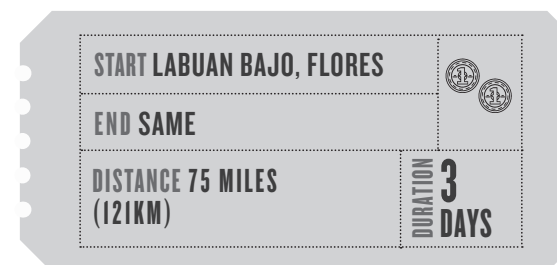 START LABUAN BAJO, FLORES
END SAME
DISTANCE 75 MILES
(121KM)
DURATION
3
DAYS